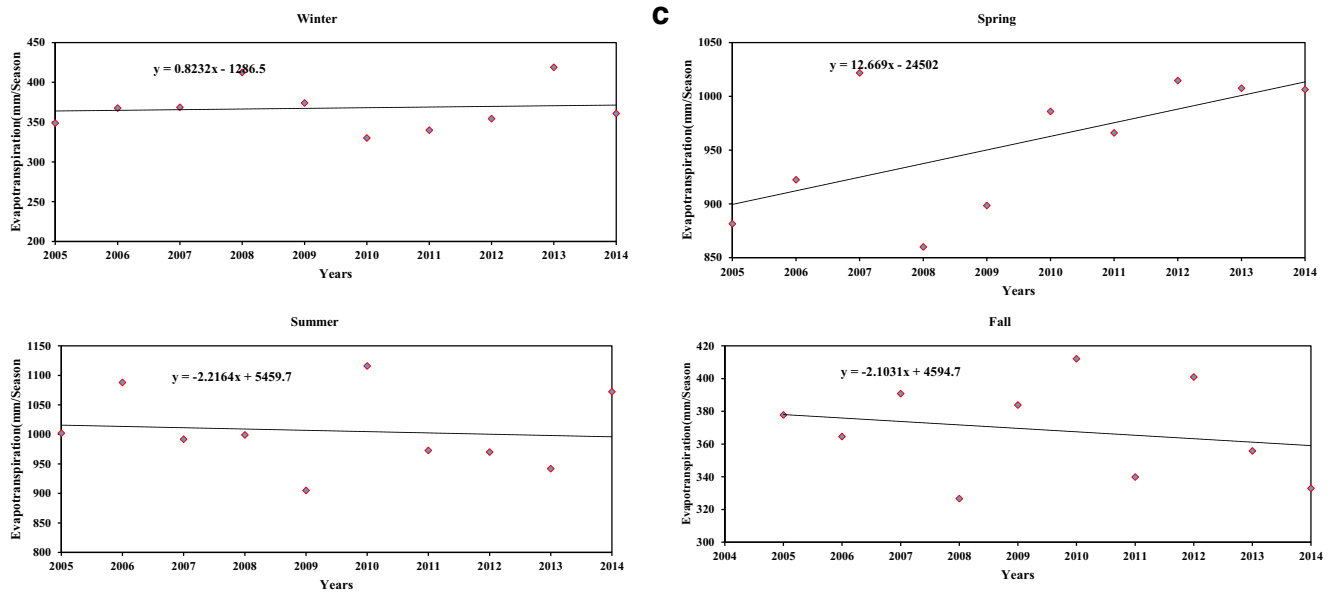 Winter
Evapotranspiration(mm/Season
450
400
350
300
250
200
y = 0.8232x - 1286.5
2005 2006 2007 2008 2009 2010 2011 2012 2013 2014
Years
c
Spring
Evapotranspiration(mm/Season
1050
1000
950
900
850
y = 12.669x - 24502
2005 2006 2007 2008 2009 2010 2011 2012 2013 2014
Years
Summer
Evapotranspiration(mm/Season
1150
1100
1050
1000
950
900
850
800
y = -2.2164x + 5459.7
2005 2006 2007 2008 2009 2010 2011 2012 2013 2014
Years
Fall
Evapotranspiration(mm/Season
420
400
380
360
340
320
300
y = -2.1031x + 4594.7
2004 2005 2006 2007 2008 2009 2010 2011 2012 2013 2014
Years